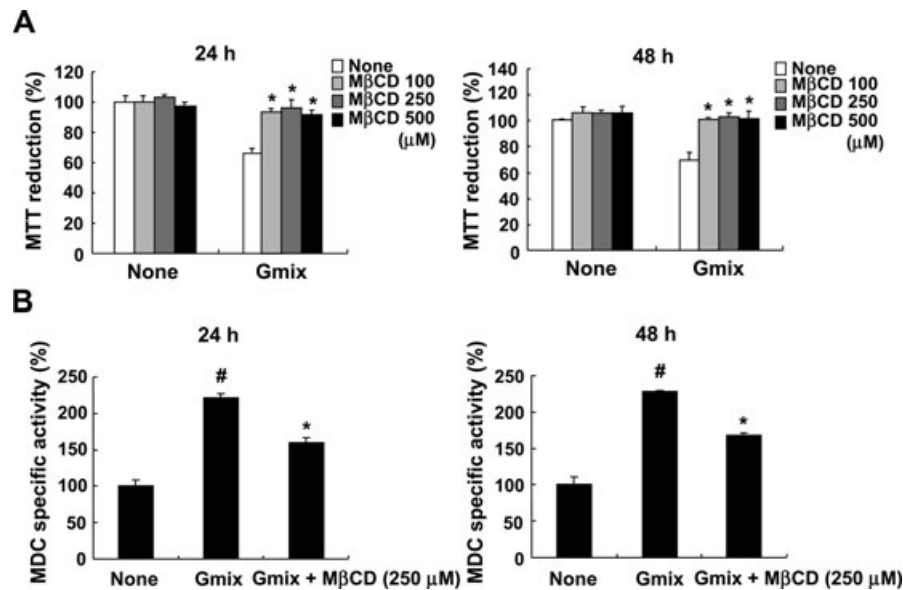 A
24 h
MTT reduction (%)
120
100
80
60
40
20
0
None
Gmix
None
MβCD 100
MβCD 250
MβCD 500
(μM)
* * *
48 h
MTT reduction (%)
140
120
100
80
60
40
20
0
None
Gmix
None
MβCD 100
MβCD 250
MβCD 500
(μM)
* * *
B
24 h
MDC specific activity (%)
250
200
150
100
50
0
#
*
None Gmix Gmix + MβCD (250 μM)
48 h
MDC specific activity (%)
250
200
150
100
50
0
#
*
None Gmix Gmix + MβCD (250 μM)